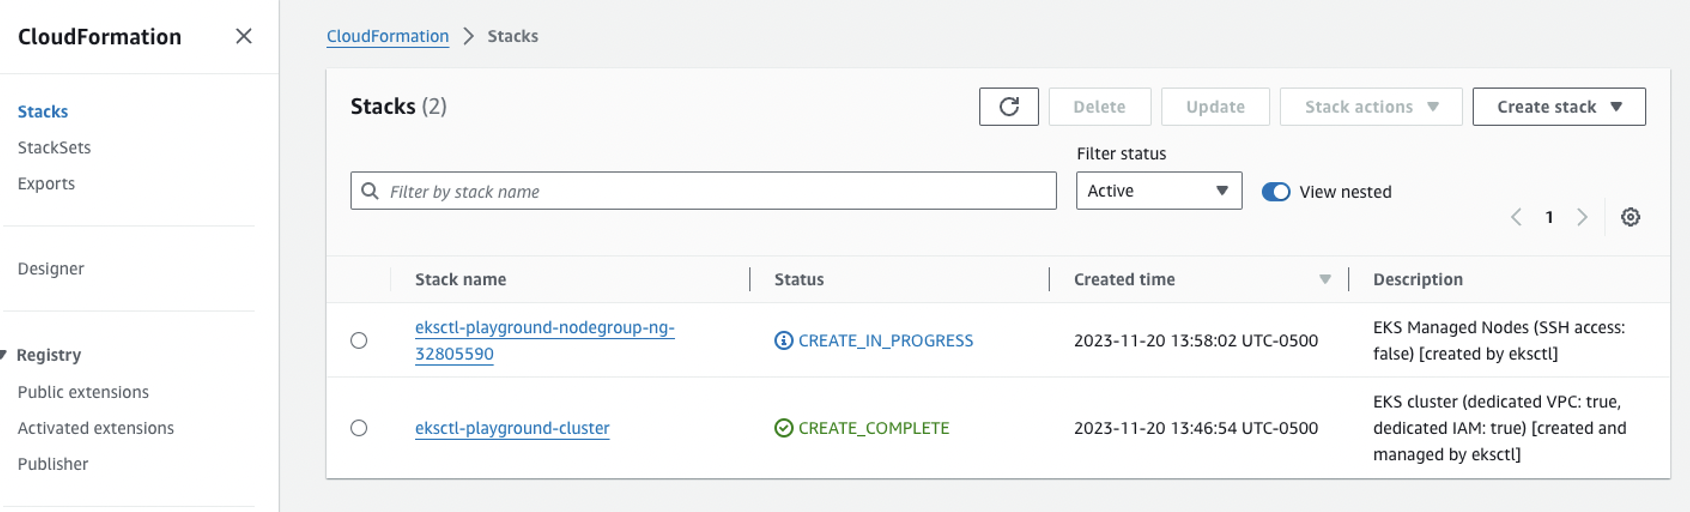 CloudFormation
Stacks
StackSets
Exports
Designer
Registry
Public extensions
Activated extensions
Publisher
CloudFormation > Stacks
Stacks (2)
Delete
Update
Stack actions
Create stack
Filter by stack name
Filter status
Active
View nested
1
Stack name
Status
Created time
Description
eksctl-playground-nodegroup-ng-
32805590
CREATE_IN_PROGRESS
2023-11-20 13:58:02 UTC-0500
EKS Managed Nodes (SSH access:
false) [created by eksctl]
eksctl-playground-cluster
CREATE_COMPLETE
2023-11-20 13:46:54 UTC-0500
EKS cluster (dedicated VPC: true,
dedicated IAM: true) [created and
managed by eksctl]